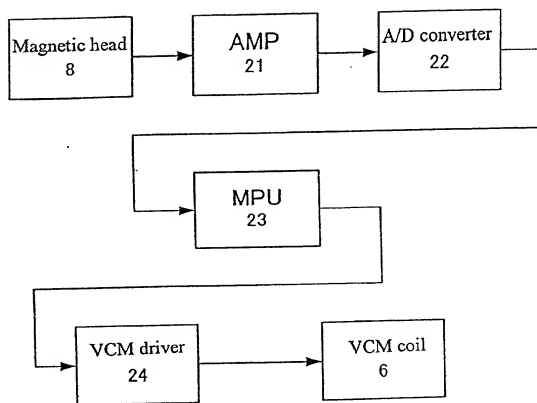 Magnetic head
8
AMP
21
A/D converter
22
MPU
23
VCM driver
24
VCM coil
6